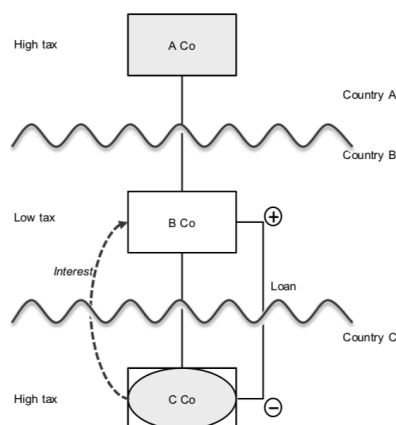 High tax
A Co
Country A
Country B
Low tax
B Co
+
Interest
Loan
Country C
High tax
C Co
−